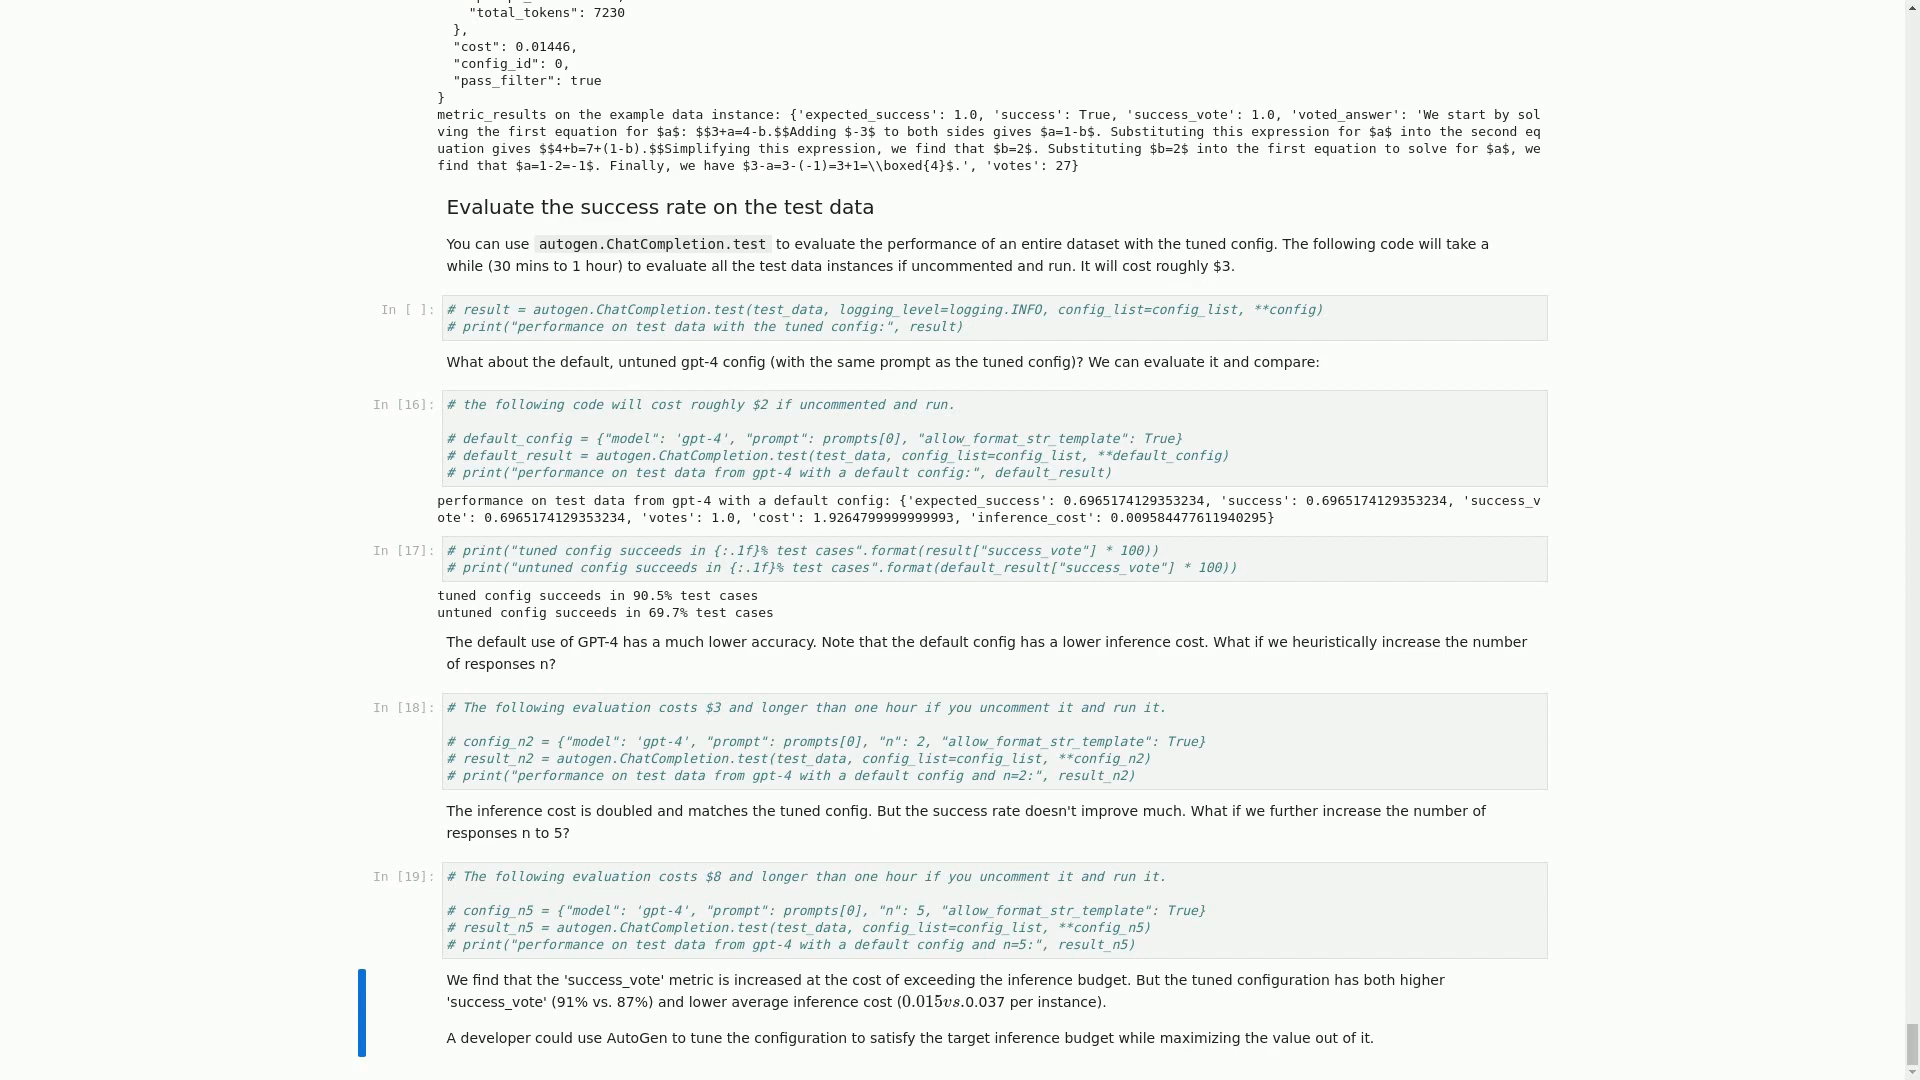 "total_tokens": 7230
},
"cost": 0.01446,
"config_id": 0,
"pass_filter": true
}
metric_results on the example data instance: {'expected_success': 1.0, 'success': True, 'success_vote': 1.0, 'voted_answer': 'We start by sol
ving the first equation for $a$: $$3+a=4-b.$$Adding $-3$ to both sides gives $a=1-b$. Substituting this expression for $a$ into the second eq
uation gives $$4+b=7+(1-b).$$Simplifying this expression, we find that $b=2$. Substituting $b=2$ into the first equation to solve for $a$, we
find that $a=1-2=-1$. Finally, we have $3-a=3-(-1)=3+1=\\boxed{4}$.', 'votes': 27}
Evaluate the success rate on the test data
You can use autogen.ChatCompletion.test to evaluate the performance of an entire dataset with the tuned config. The following code will take a
while (30 mins to 1 hour) to evaluate all the test data instances if uncommented and run. It will cost roughly $3.
In [ ]: # result = autogen.ChatCompletion.test(test_data, logging_level=logging.INFO, config_list=config_list, **config)
# print("performance on test data with the tuned config:", result)
What about the default, untuned gpt-4 config (with the same prompt as the tuned config)? We can evaluate it and compare:
In [16]: # the following code will cost roughly $2 if uncommented and run.
# default_config = {"model": 'gpt-4', "prompt": prompts[0], "allow_format_str_template": True}
# default_result = autogen.ChatCompletion.test(test_data, config_list=config_list, **default_config)
# print("performance on test data from gpt-4 with a default config:", default_result)
performance on test data from gpt-4 with a default config: {'expected_success': 0.6965174129353234, 'success': 0.6965174129353234, 'success_v
ote': 0.6965174129353234, 'votes': 1.0, 'cost': 1.9264799999999993, 'inference_cost': 0.009584477611940295}
In [17]: # print("tuned config succeeds in {:.1f}% test cases".format(result["success_vote"] * 100))
# print("untuned config succeeds in {:.1f}% test cases".format(default_result["success_vote"] * 100))
tuned config succeeds in 90.5% test cases
untuned config succeeds in 69.7% test cases
The default use of GPT-4 has a much lower accuracy. Note that the default config has a lower inference cost. What if we heuristically increase the number
of responses n?
In [18]: # The following evaluation costs $3 and longer than one hour if you uncomment it and run it.
# config_n2 = {"model": 'gpt-4', "prompt": prompts[0], "n": 2, "allow_format_str_template": True}
# result_n2 = autogen.ChatCompletion.test(test_data, config_list=config_list, **config_n2)
# print("performance on test data from gpt-4 with a default config and n=2:", result_n2)
The inference cost is doubled and matches the tuned config. But the success rate doesn't improve much. What if we further increase the number of
responses n to 5?
In [19]: # The following evaluation costs $8 and longer than one hour if you uncomment it and run it.
# config_n5 = {"model": 'gpt-4', "prompt": prompts[0], "n": 5, "allow_format_str_template": True}
# result_n5 = autogen.ChatCompletion.test(test_data, config_list=config_list, **config_n5)
# print("performance on test data from gpt-4 with a default config and n=5:", result_n5)
We find that the 'success_vote' metric is increased at the cost of exceeding the inference budget. But the tuned configuration has both higher
'success_vote' (91% vs. 87%) and lower average inference cost (0.015vs.0.037 per instance).
A developer could use AutoGen to tune the configuration to satisfy the target inference budget while maximizing the value out of it.